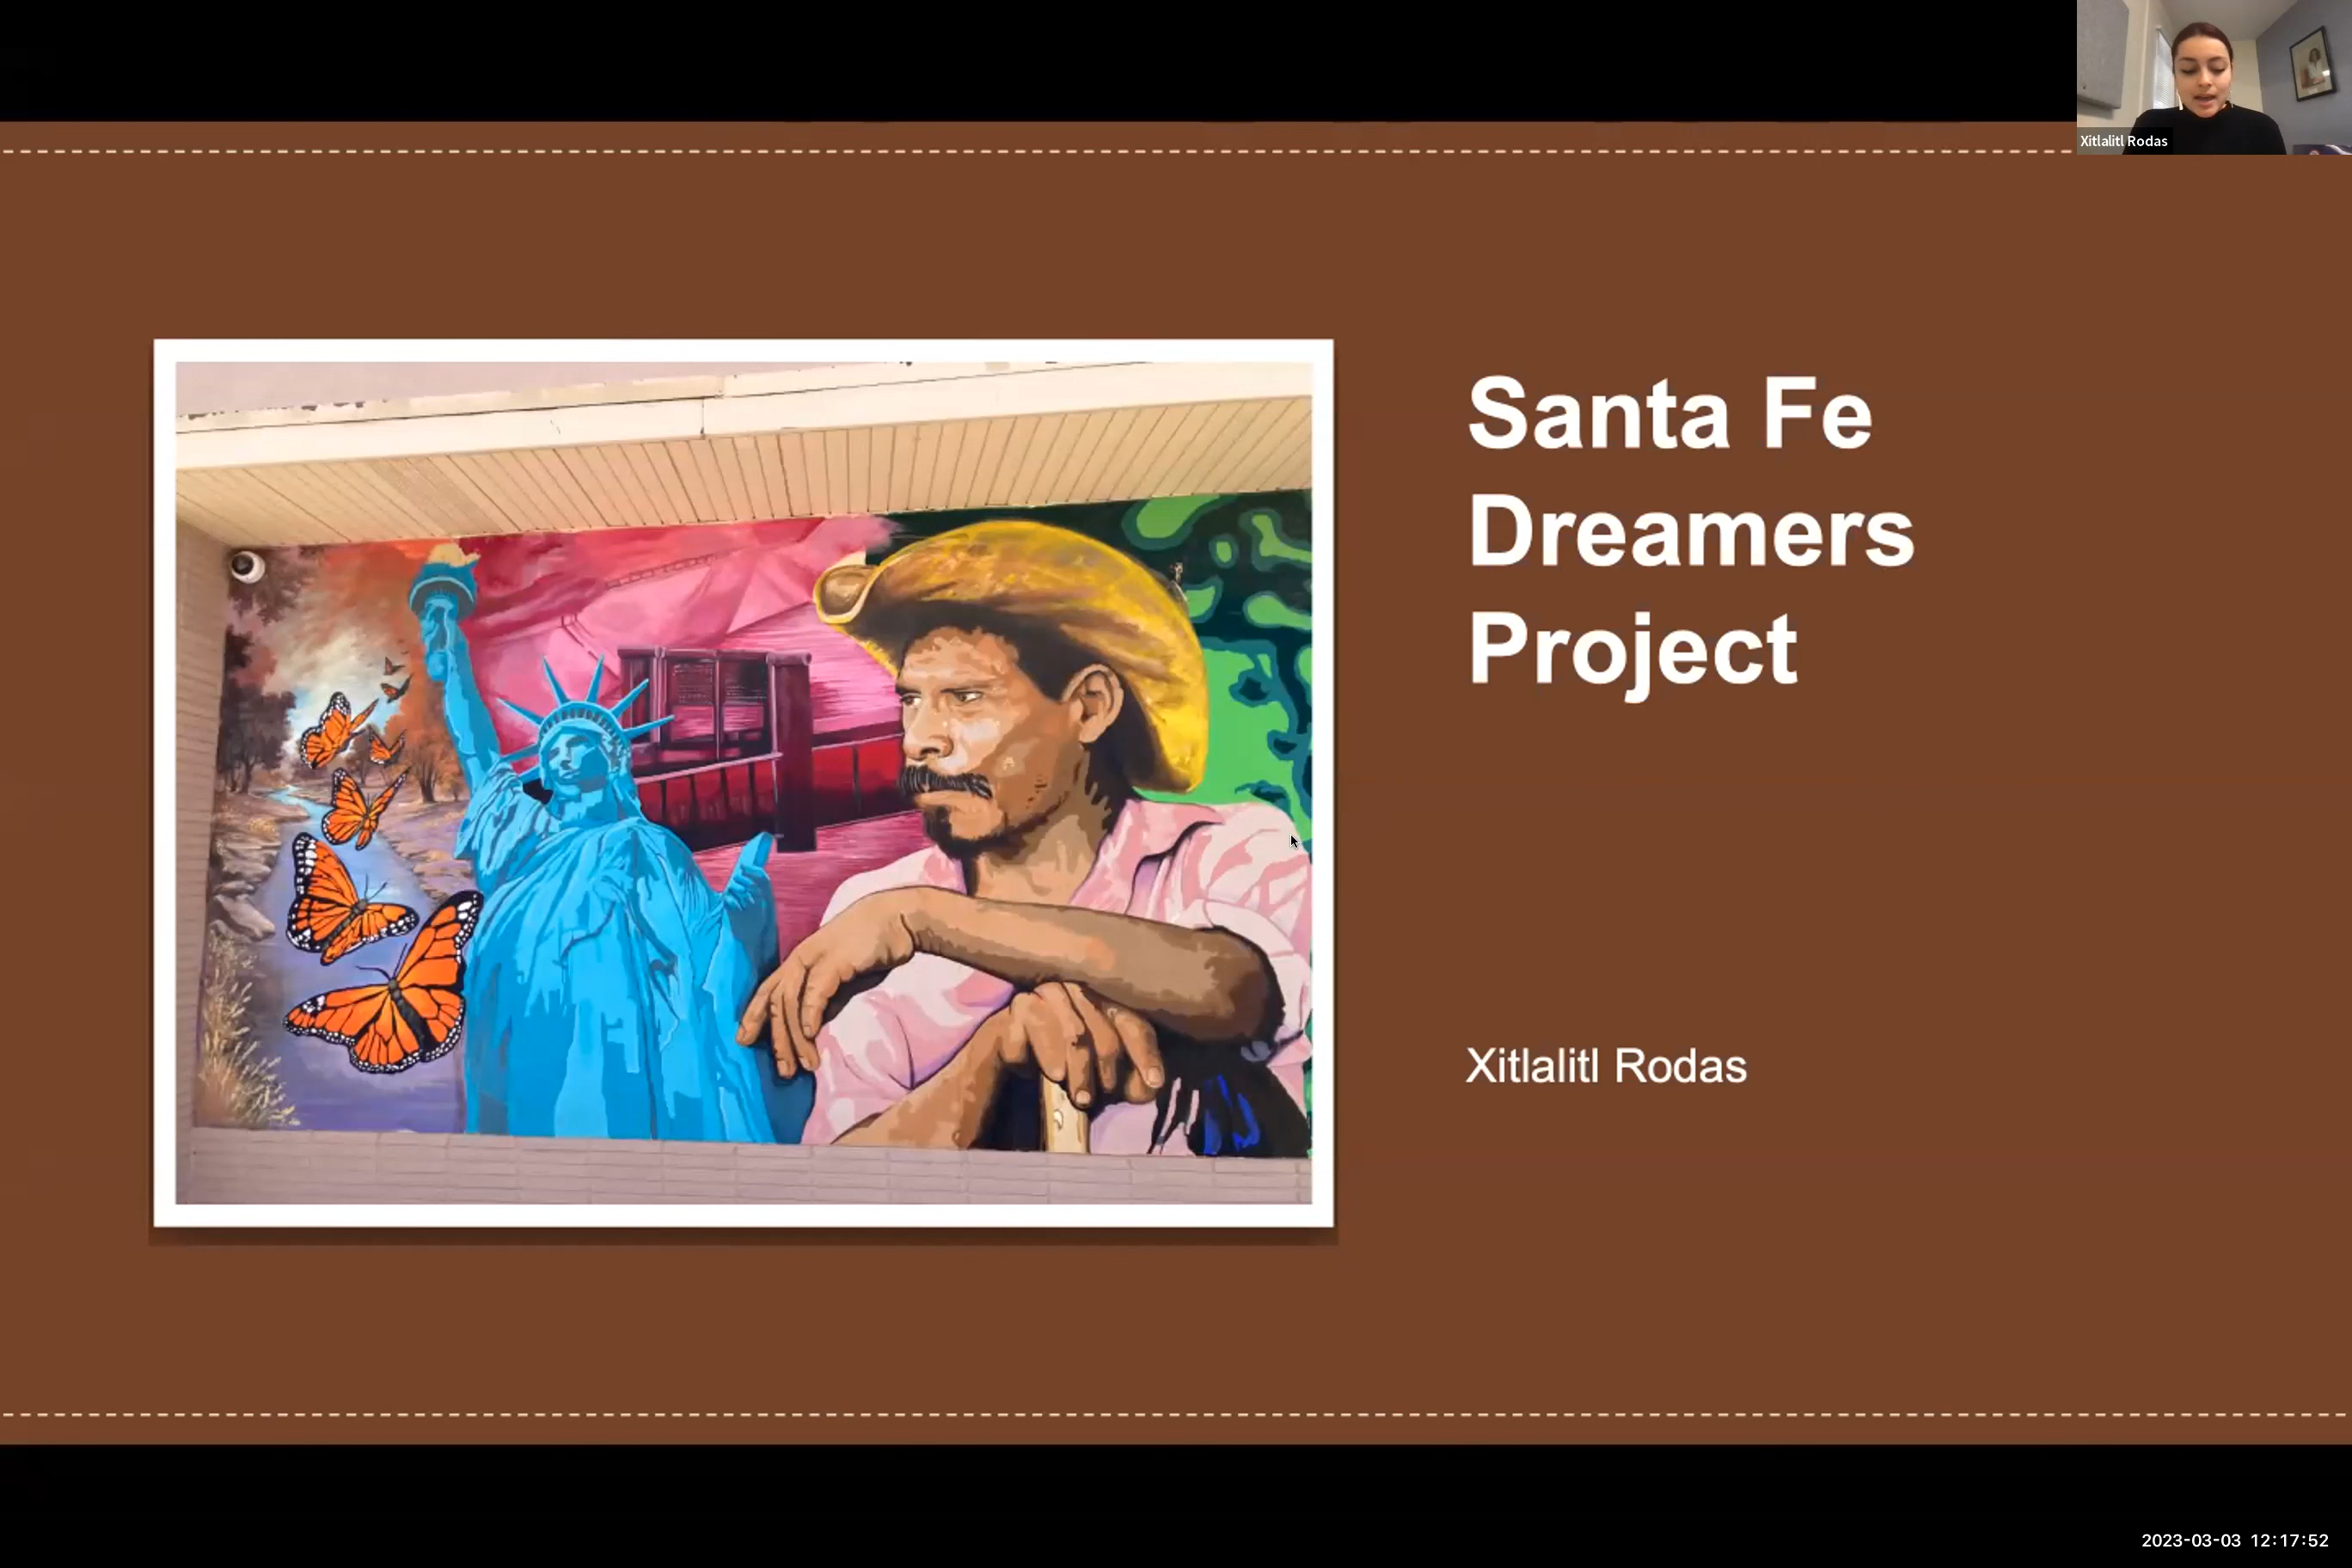 Xitlalitl Rodas
Santa Fe
Dreamers
Project
Xitlalitl Rodas
2023-03-03 12:17:52